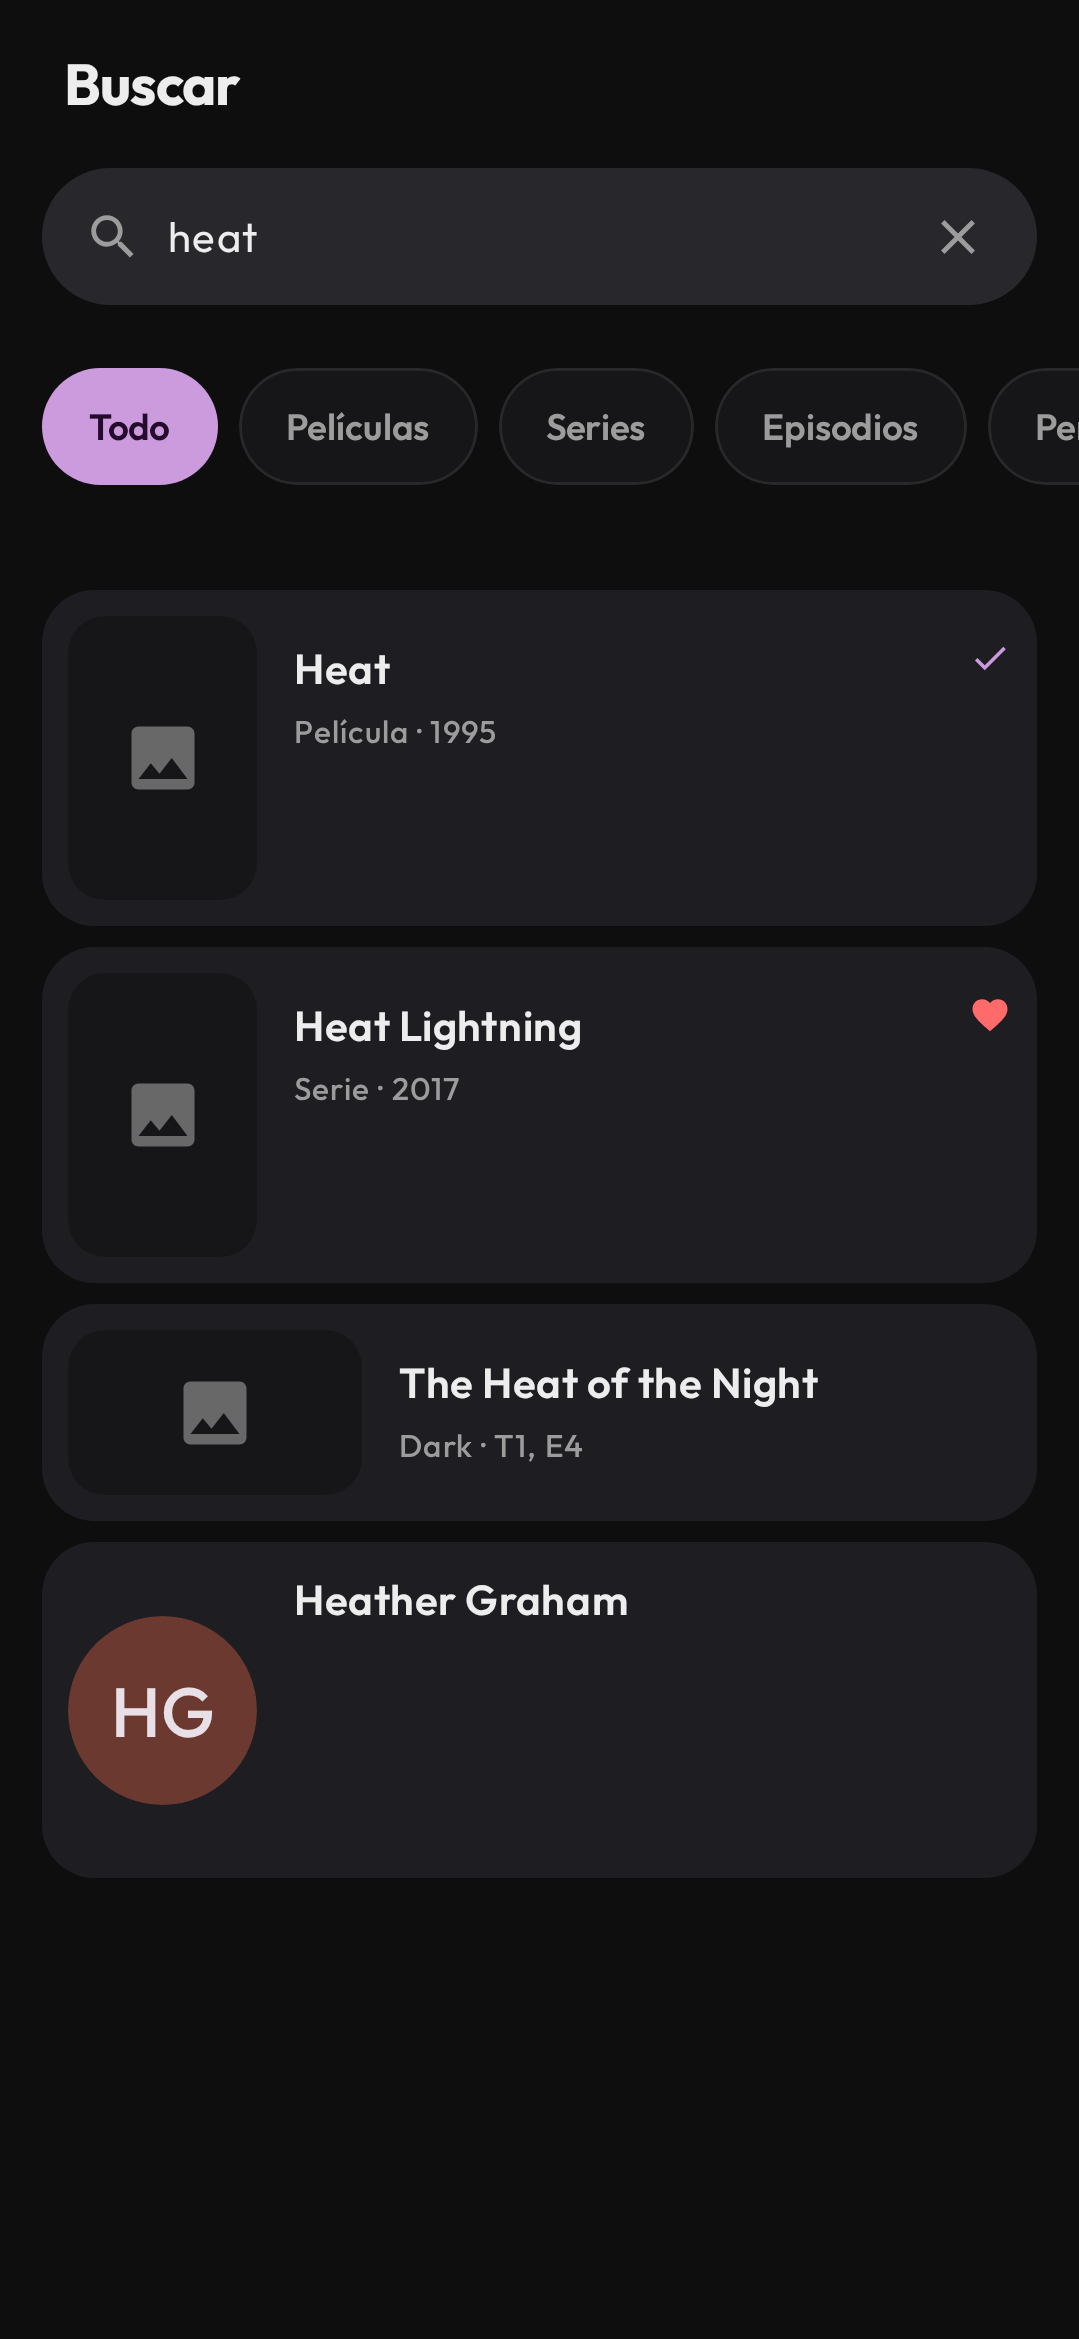 Buscar
heat
Todo Películas Series Episodios
Heat
Película · 1995
Heat Lightning
Serie · 2017
The Heat of the Night
Dark · T1, E4
Heather Graham
HG